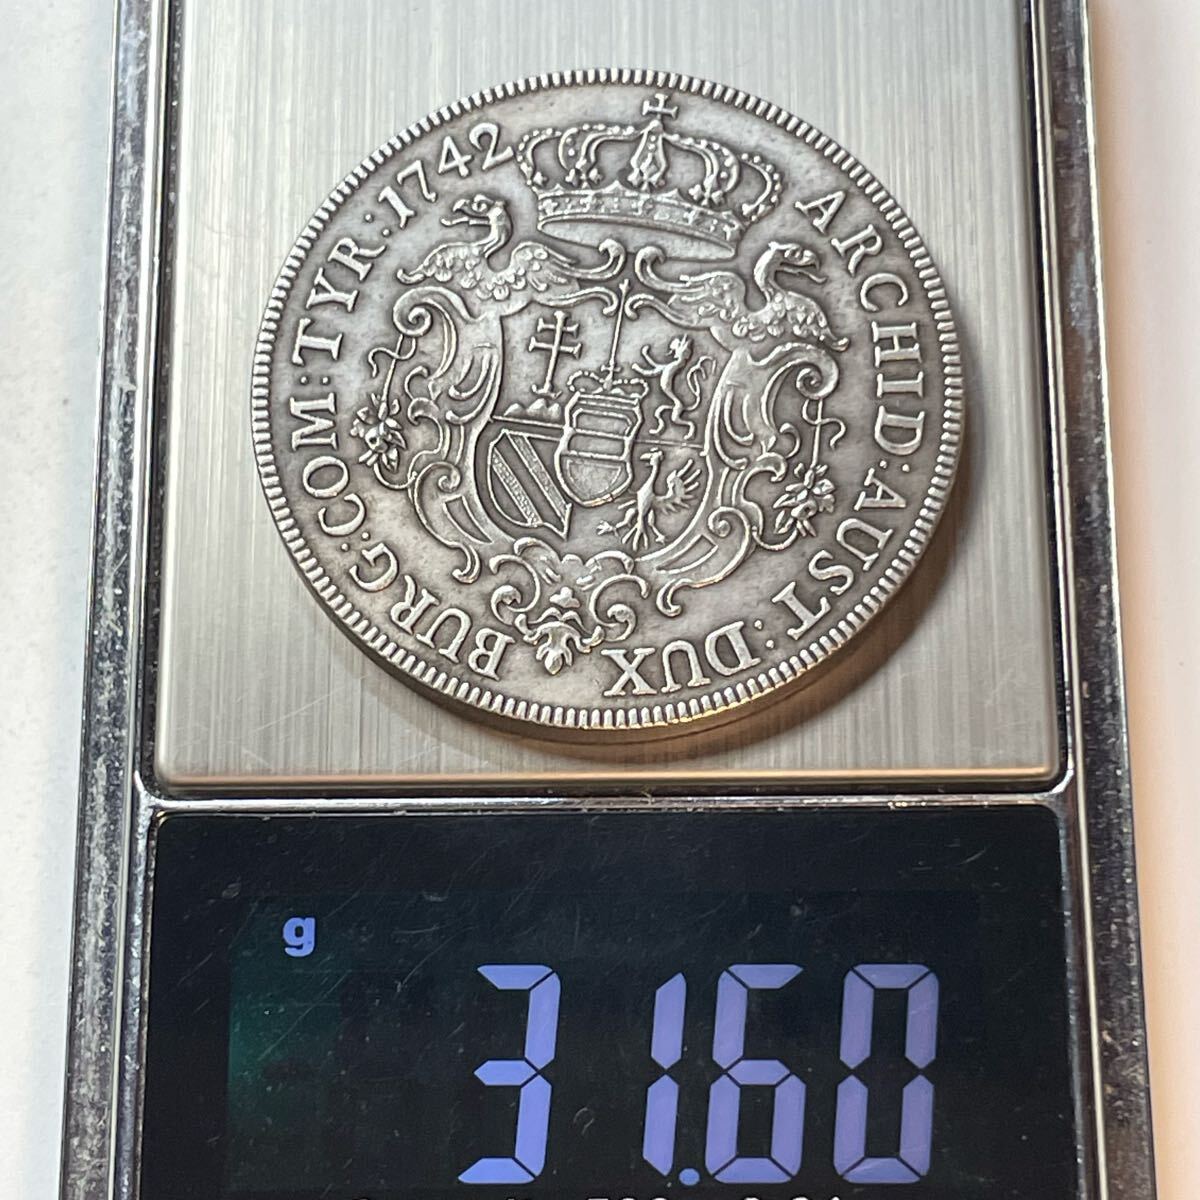 ARCHID:AUST:DUX
BURG:COM:TYR:1742
g
31.60